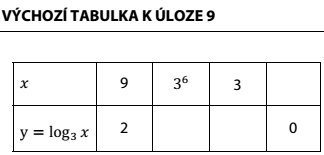 VÝCHOZÍ TABULKA K ÚLOZE 9
x 9 3⁶ 3
y = log₃ x 2 0